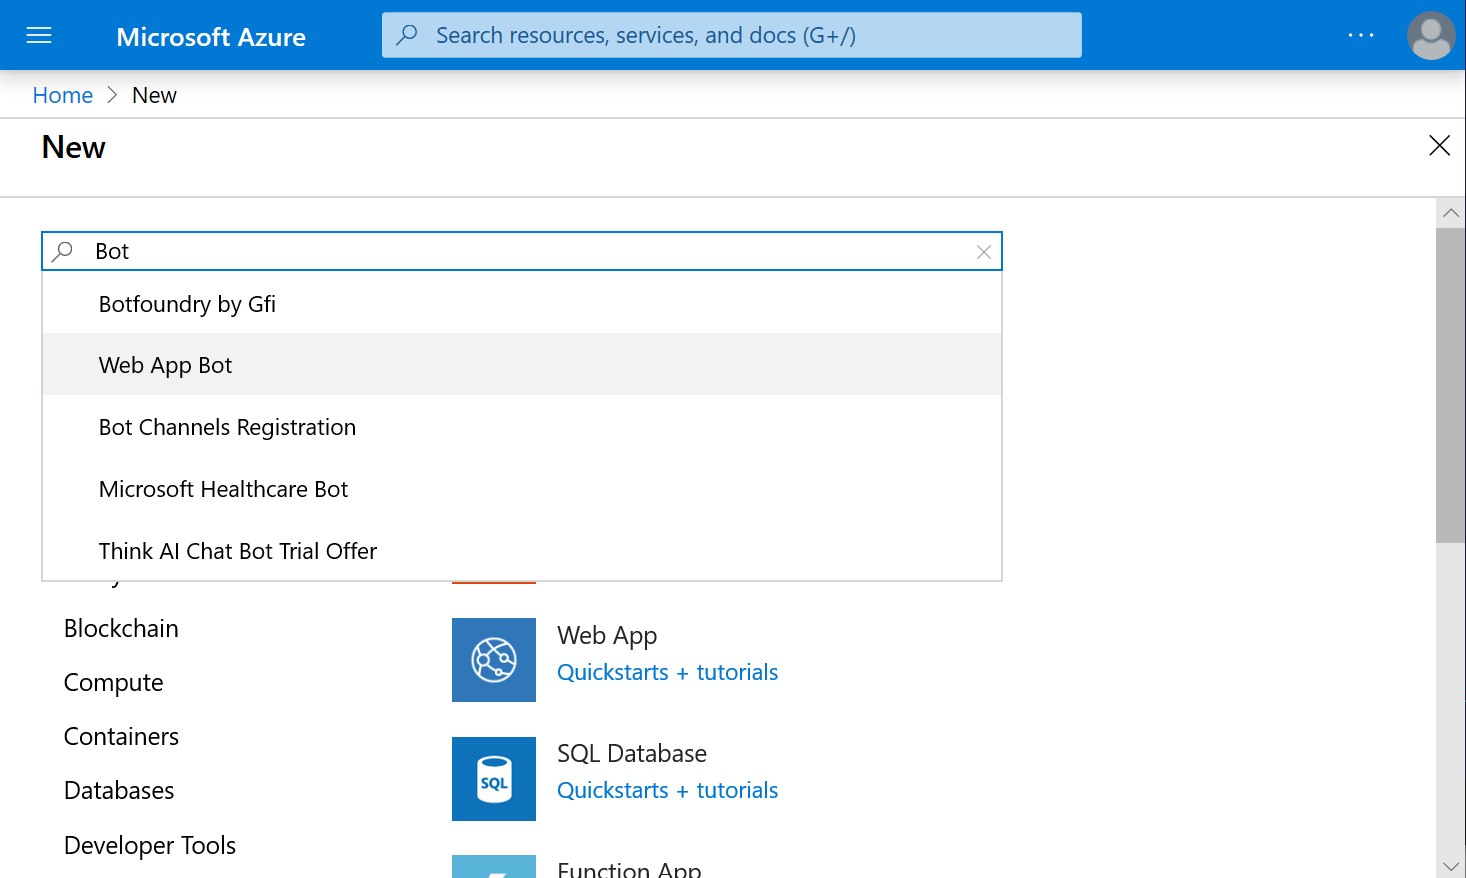 Microsoft Azure
Search resources, services, and docs (G+/)
Home > New
New
Bot
Botfoundry by Gfi
Web App Bot
Bot Channels Registration
Microsoft Healthcare Bot
Think AI Chat Bot Trial Offer
Blockchain
Compute
Containers
Databases
Developer Tools
Web App
Quickstarts + tutorials
SQL
SQL Database
Quickstarts + tutorials
Function App